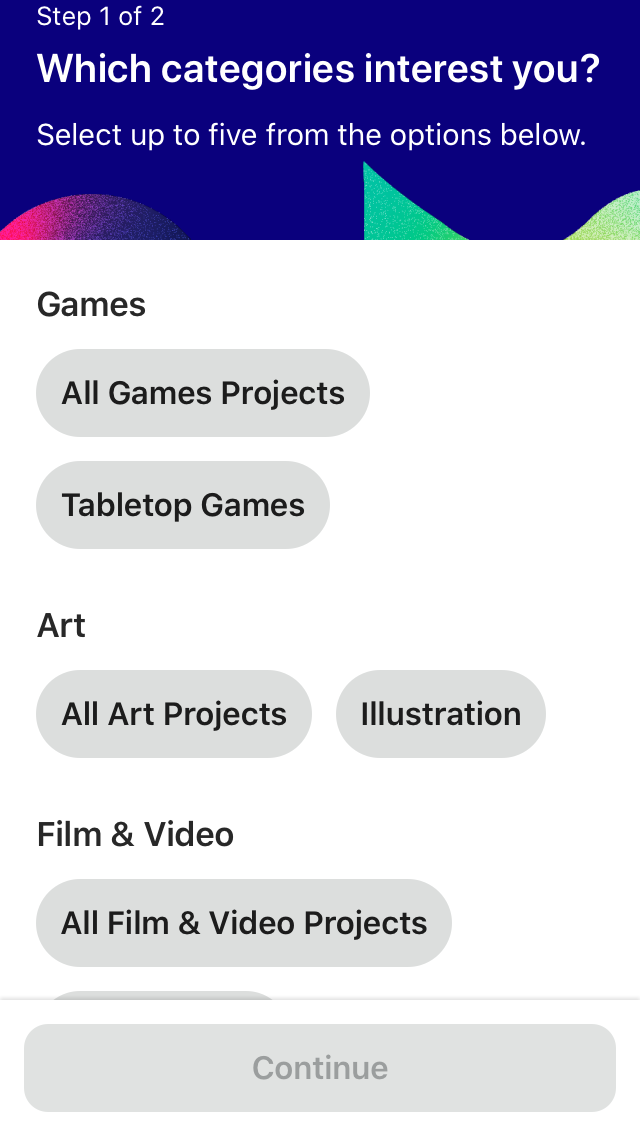 Step 1 of 2
Which categories interest you?
Select up to five from the options below.
Games
All Games Projects
Tabletop Games
Art
All Art Projects
Illustration
Film & Video
All Film & Video Projects
Continue